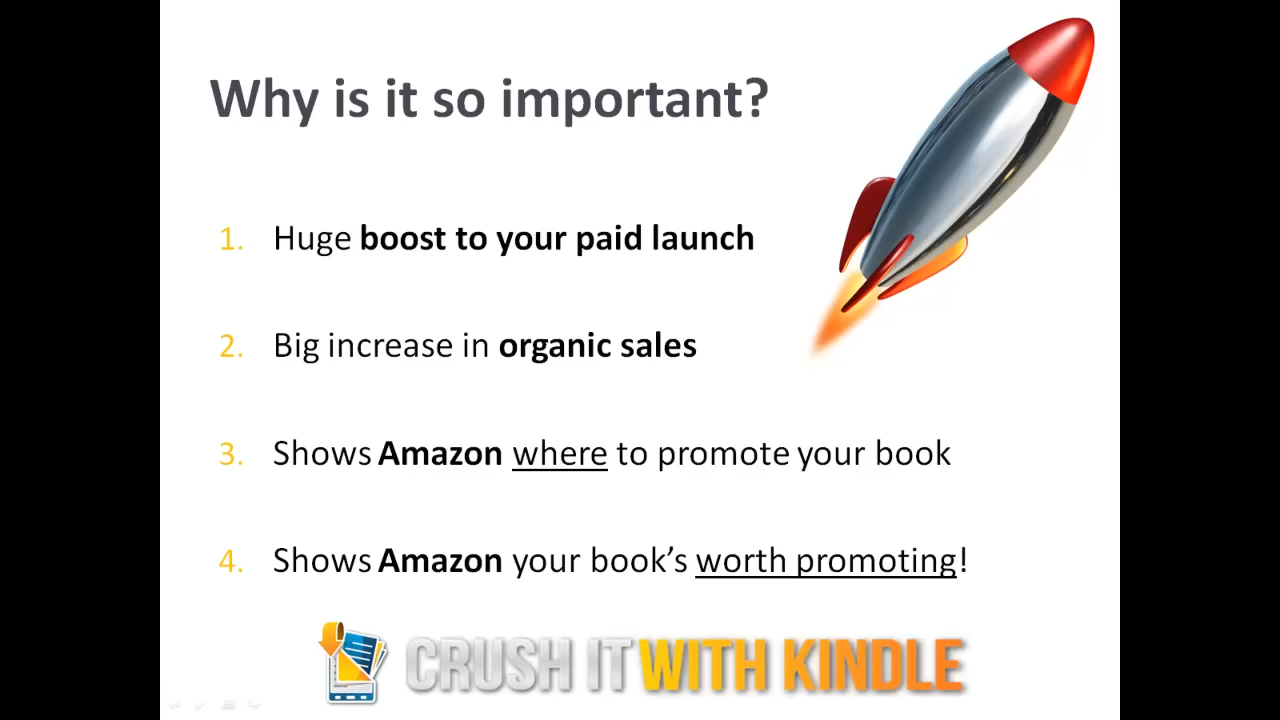 Why is it so important?
1. Huge boost to your paid launch
2. Big increase in organic sales
3. Shows Amazon where to promote your book
4. Shows Amazon your book’s worth promoting!
CRUSH IT WITH KINDLE